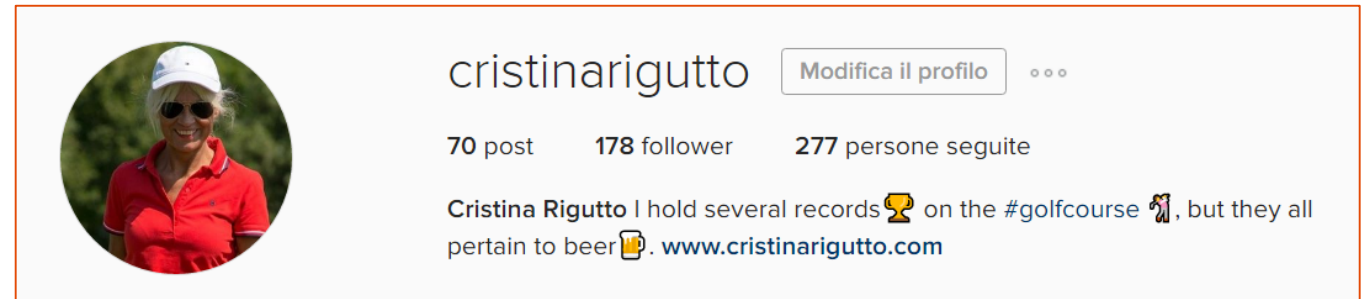 cristinarigutto Modifica il profilo
70 post 178 follower 277 persone seguite
Cristina Rigutto I hold several records🏆 on the #golfcourse 🏌, but they all
pertain to beer🍺. www.cristinarigutto.com